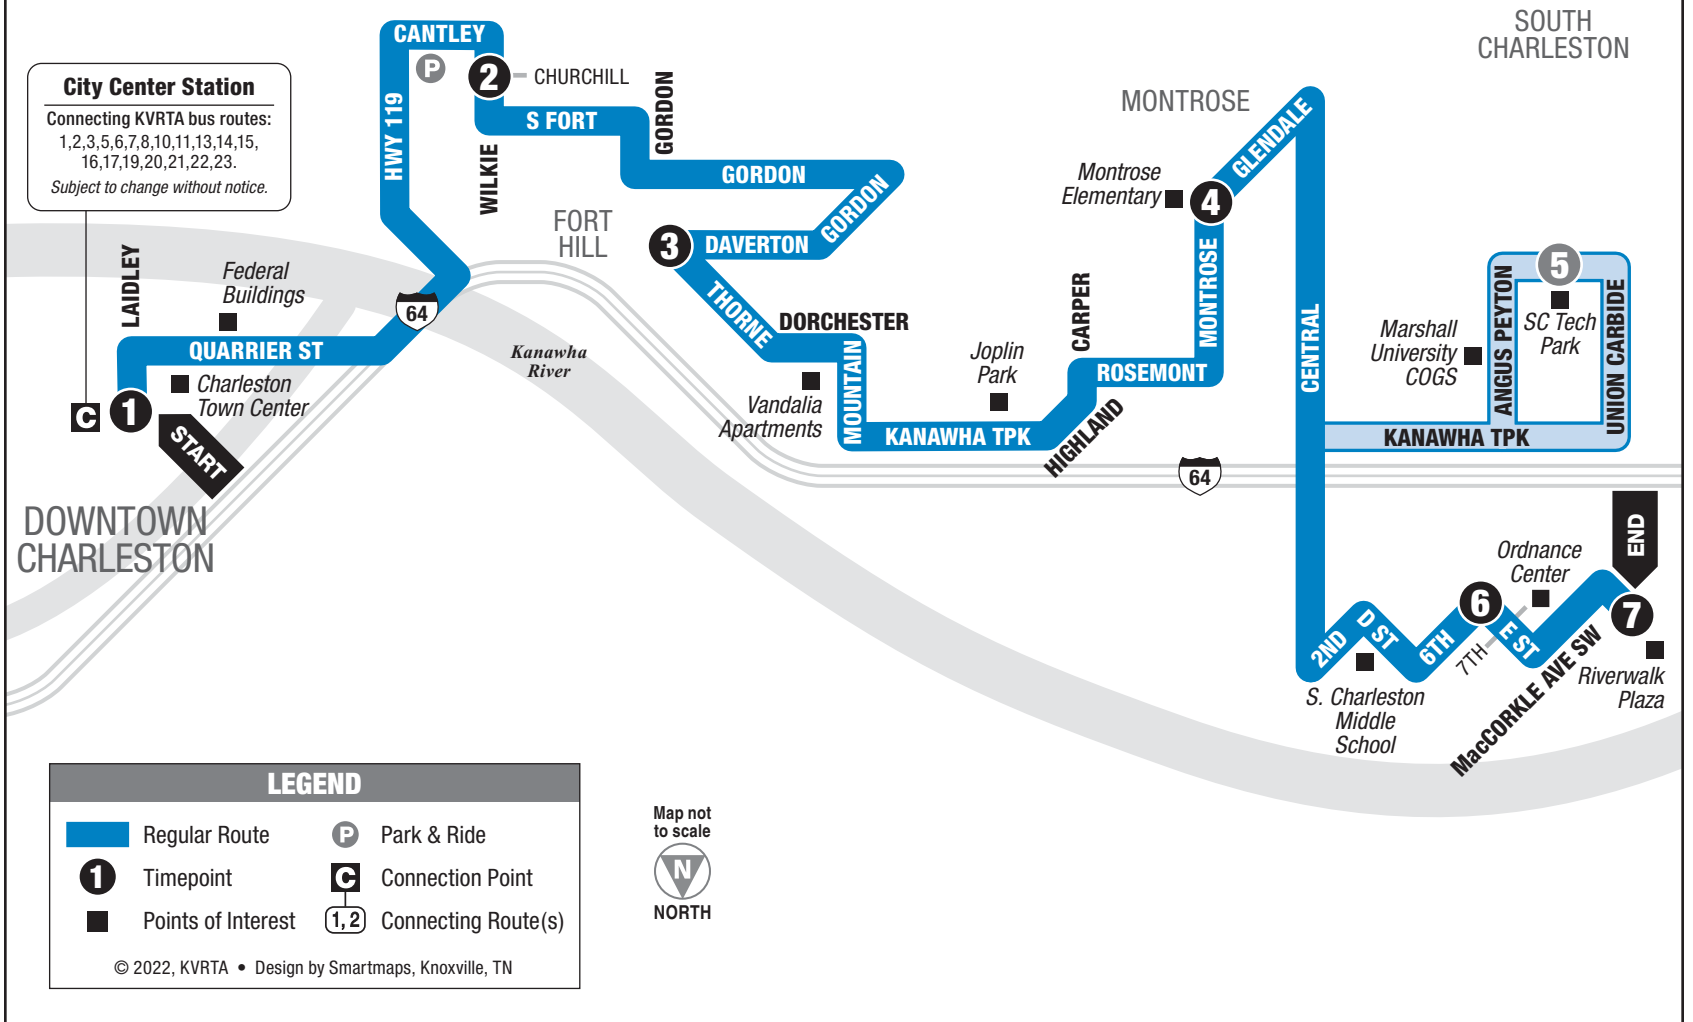 SOUTH
CHARLESTON
City Center Station
Connecting KVRTA bus routes:
1,2,3,5,6,7,8,10,11,13,14,15,
16,17,19,20,21,22,23.
Subject to change without notice.
CANTLEY
P
2
CHURCHILL
HWY 119
S FORT
WILKIE
GORDON
GORDON
GORDON
FORT
HILL
3
DAVERTON
THORNE
DORCHESTER
MOUNTAIN
Vandalia
Apartments
LAIDLEY
Federal
Buildings
64
QUARRIER ST
Charleston
Town Center
C
1
START
DOWNTOWN
CHARLESTON
Kanawha
River
Joplin
Park
KANAWHA TPK
HIGHLAND
CARPER
ROSEMONT
MONTROSE
MONTROSE
Montrose
Elementary
4
GLENDALE
CENTRAL
64
Marshall
University
COGS
ANGUS PEYTON
5
SC Tech
Park
UNION CARBIDE
KANAWHA TPK
END
Ordnance
Center
2ND
D ST
6TH
6
7TH
E ST
7
MacCORKLE AVE SW
Riverwalk
Plaza
S. Charleston
Middle
School
LEGEND
Regular Route
P
Park & Ride
1
Timepoint
C
Connection Point
Points of Interest
1, 2
Connecting Route(s)
© 2022, KVRTA • Design by Smartmaps, Knoxville, TN
Map not
to scale
N
NORTH